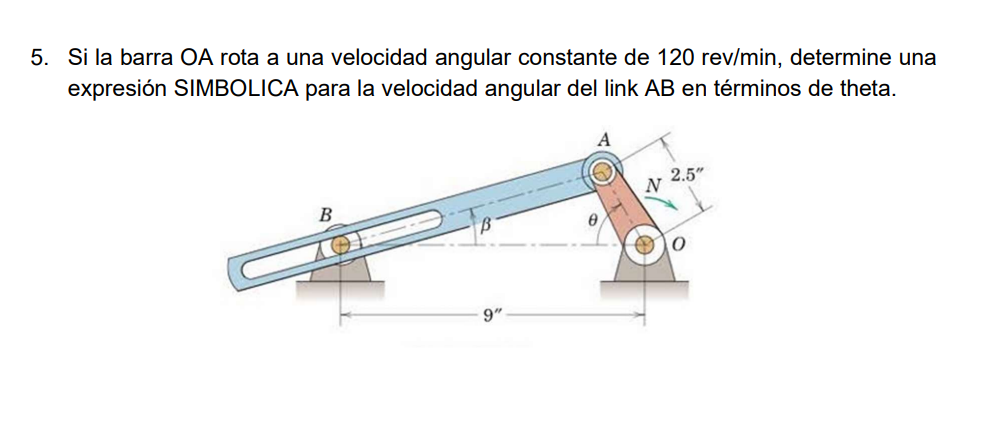 5. Si la barra OA rota a una velocidad angular constante de 120 rev/min, determine una
expresión SIMBOLICA para la velocidad angular del link AB en términos de theta.
A
2.5"
N
B
β
θ
O
9"